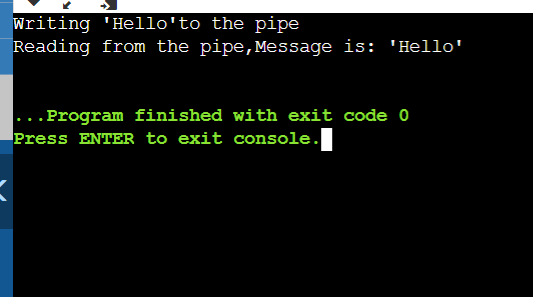 Writing 'Hello'to the pipe
Reading from the pipe,Message is: 'Hello'
...Program finished with exit code 0
Press ENTER to exit console.